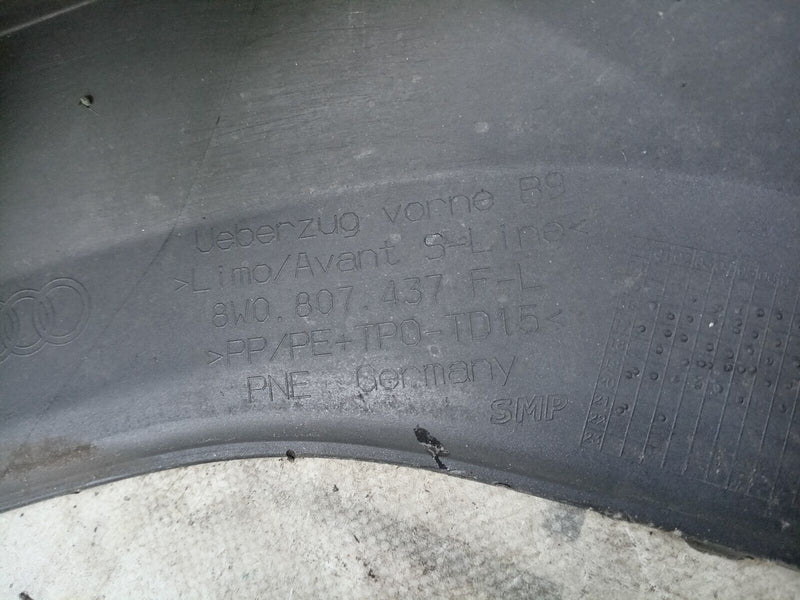 Ueberzug vorne B9
>Limo/Avant S-Line<
8W0.807.437 F-L
>PP/PE+TPO-TD15<
PNE Germany
SMP